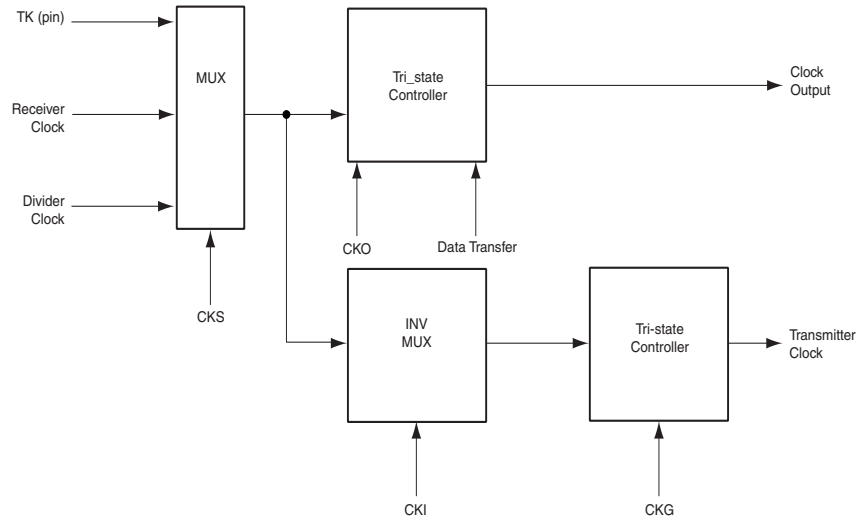 TK (pin)
MUX
Tri_state
Controller
Clock
Output
Receiver
Clock
Divider
Clock
CKO
Data Transfer
CKS
INV
MUX
Tri-state
Controller
Transmitter
Clock
CKI
CKG